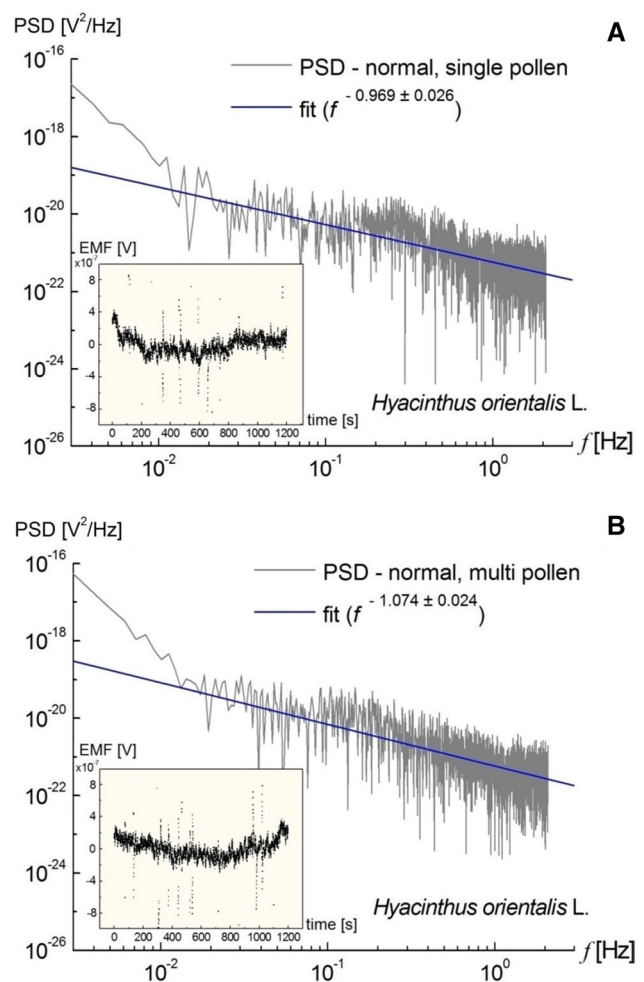 PSD [V²/Hz]
A
10⁻¹⁶
10⁻¹⁸
10⁻²⁰
10⁻²²
10⁻²⁴
10⁻²⁶
PSD - normal, single pollen
fit (f ⁻ ⁰·⁹⁶⁹ ± ⁰·⁰²⁶)
EMF [V]
x10⁻⁷
8
4
0
-4
-8
0 200 400 600 800 1000 1200
time [s]
Hyacinthus orientalis L.
10⁻² 10⁻¹ 10⁰
f [Hz]
PSD [V²/Hz]
B
10⁻¹⁶
10⁻¹⁸
10⁻²⁰
10⁻²²
10⁻²⁴
10⁻²⁶
PSD - normal, multi pollen
fit (f ⁻ ¹·⁰⁷⁴ ± ⁰·⁰²⁴)
EMF [V]
x10⁻⁷
8
4
0
-4
-8
0 200 400 600 800 1000 1200
time [s]
Hyacinthus orientalis L.
10⁻² 10⁻¹ 10⁰
f [Hz]